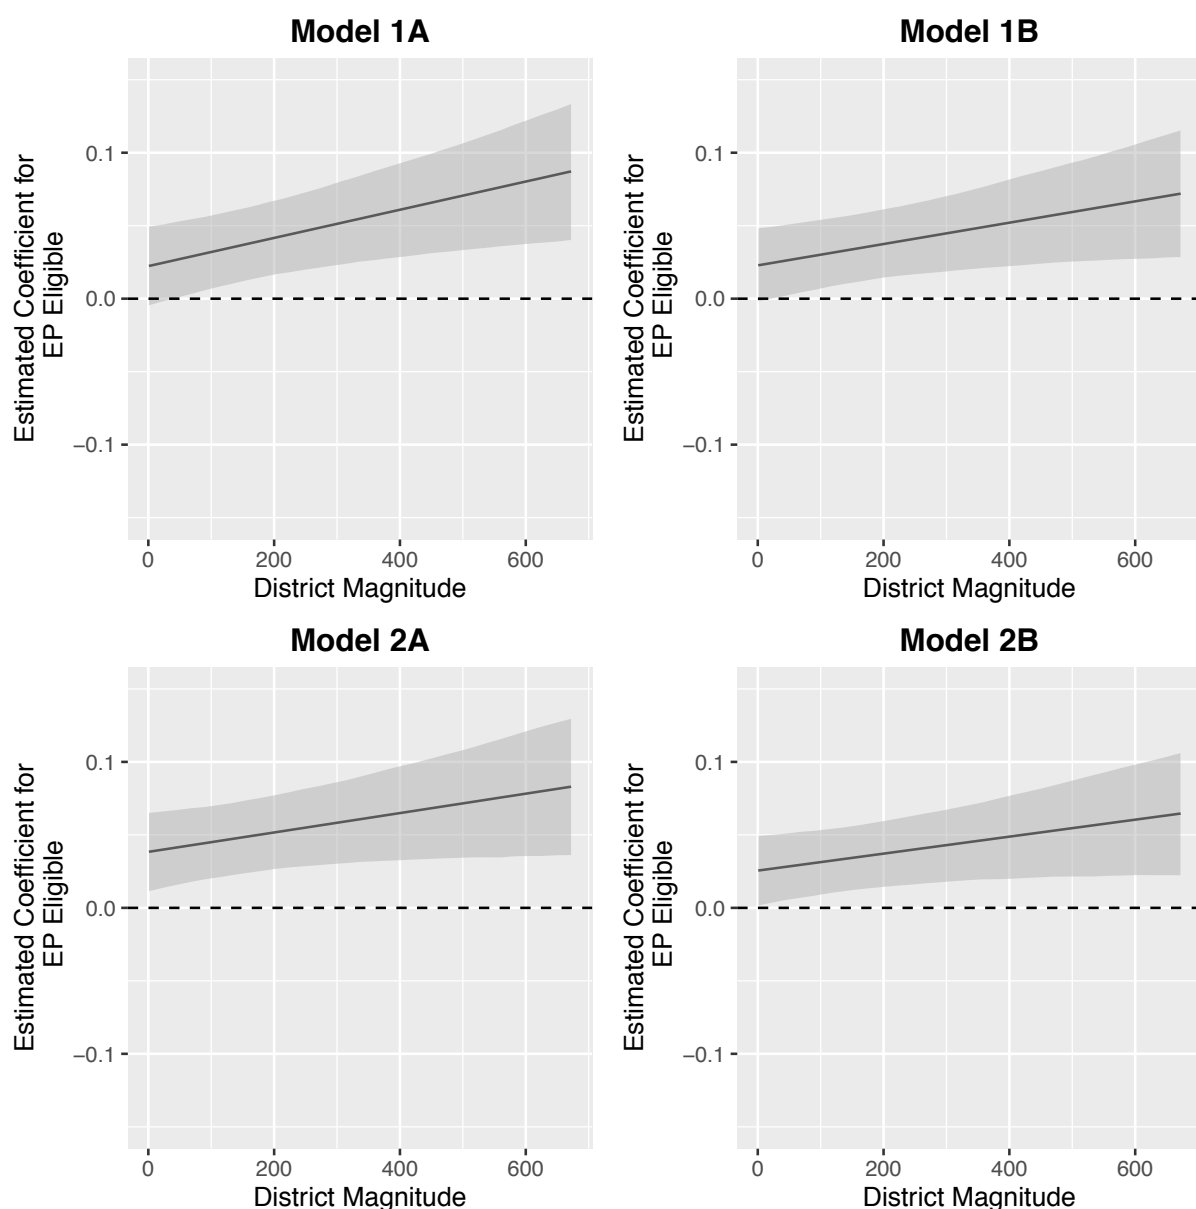 Model 1A
Estimated Coefficient for
EP Eligible
0.1
0.0
−0.1
0 200 400 600
District Magnitude
Model 1B
Estimated Coefficient for
EP Eligible
0.1
0.0
−0.1
0 200 400 600
District Magnitude
Model 2A
Estimated Coefficient for
EP Eligible
0.1
0.0
−0.1
0 200 400 600
District Magnitude
Model 2B
Estimated Coefficient for
EP Eligible
0.1
0.0
−0.1
0 200 400 600
District Magnitude